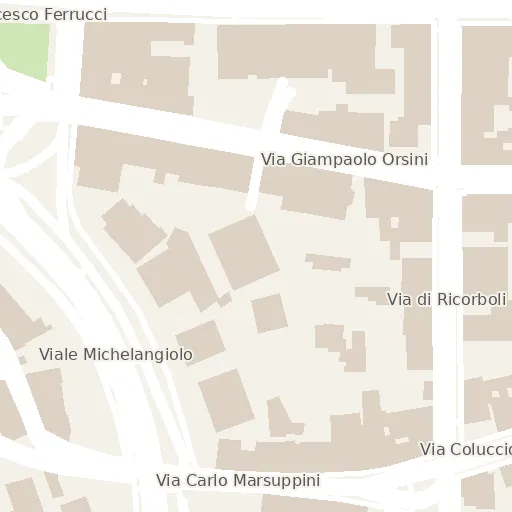 cesco Ferrucci
Via Giampaolo Orsini
Via di Ricorboli
Viale Michelangiolo
Via Coluccio
Via Carlo Marsuppini